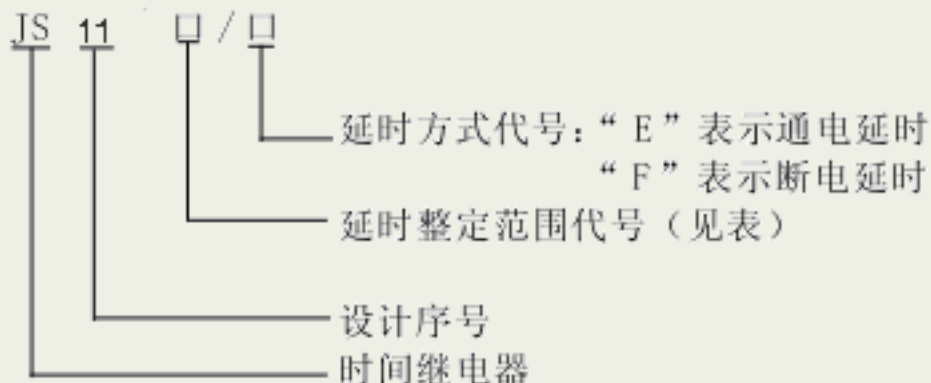 JS 11 □/□
延时方式代号：“E”表示通电延时
“F”表示断电延时
延时整定范围代号（见表）
设计序号
时间继电器